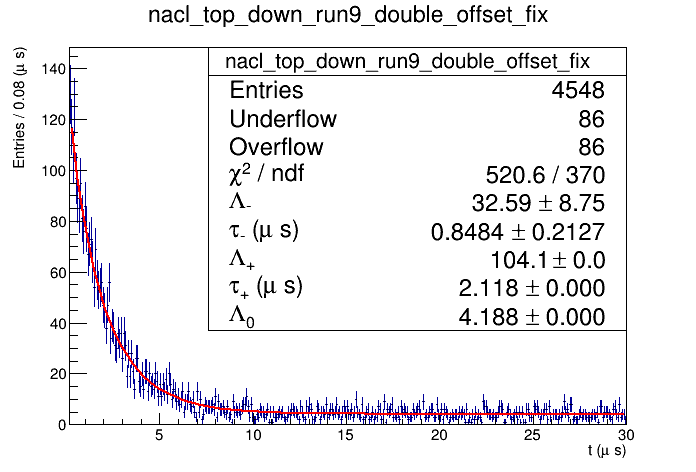 nacl_top_down_run9_double_offset_fix
nacl_top_down_run9_double_offset_fix
Entries 4548
Underflow 86
Overflow 86
χ² / ndf 520.6 / 370
Λ₋ 32.59 ± 8.75
τ₋ (μ s) 0.8484 ± 0.2127
Λ₊ 104.1 ± 0.0
τ₊ (μ s) 2.118 ± 0.000
Λ₀ 4.188 ± 0.000
Entries / 0.08 (μ s)
140
120
100
80
60
40
20
0
5 10 15 20 25 30
t (μ s)